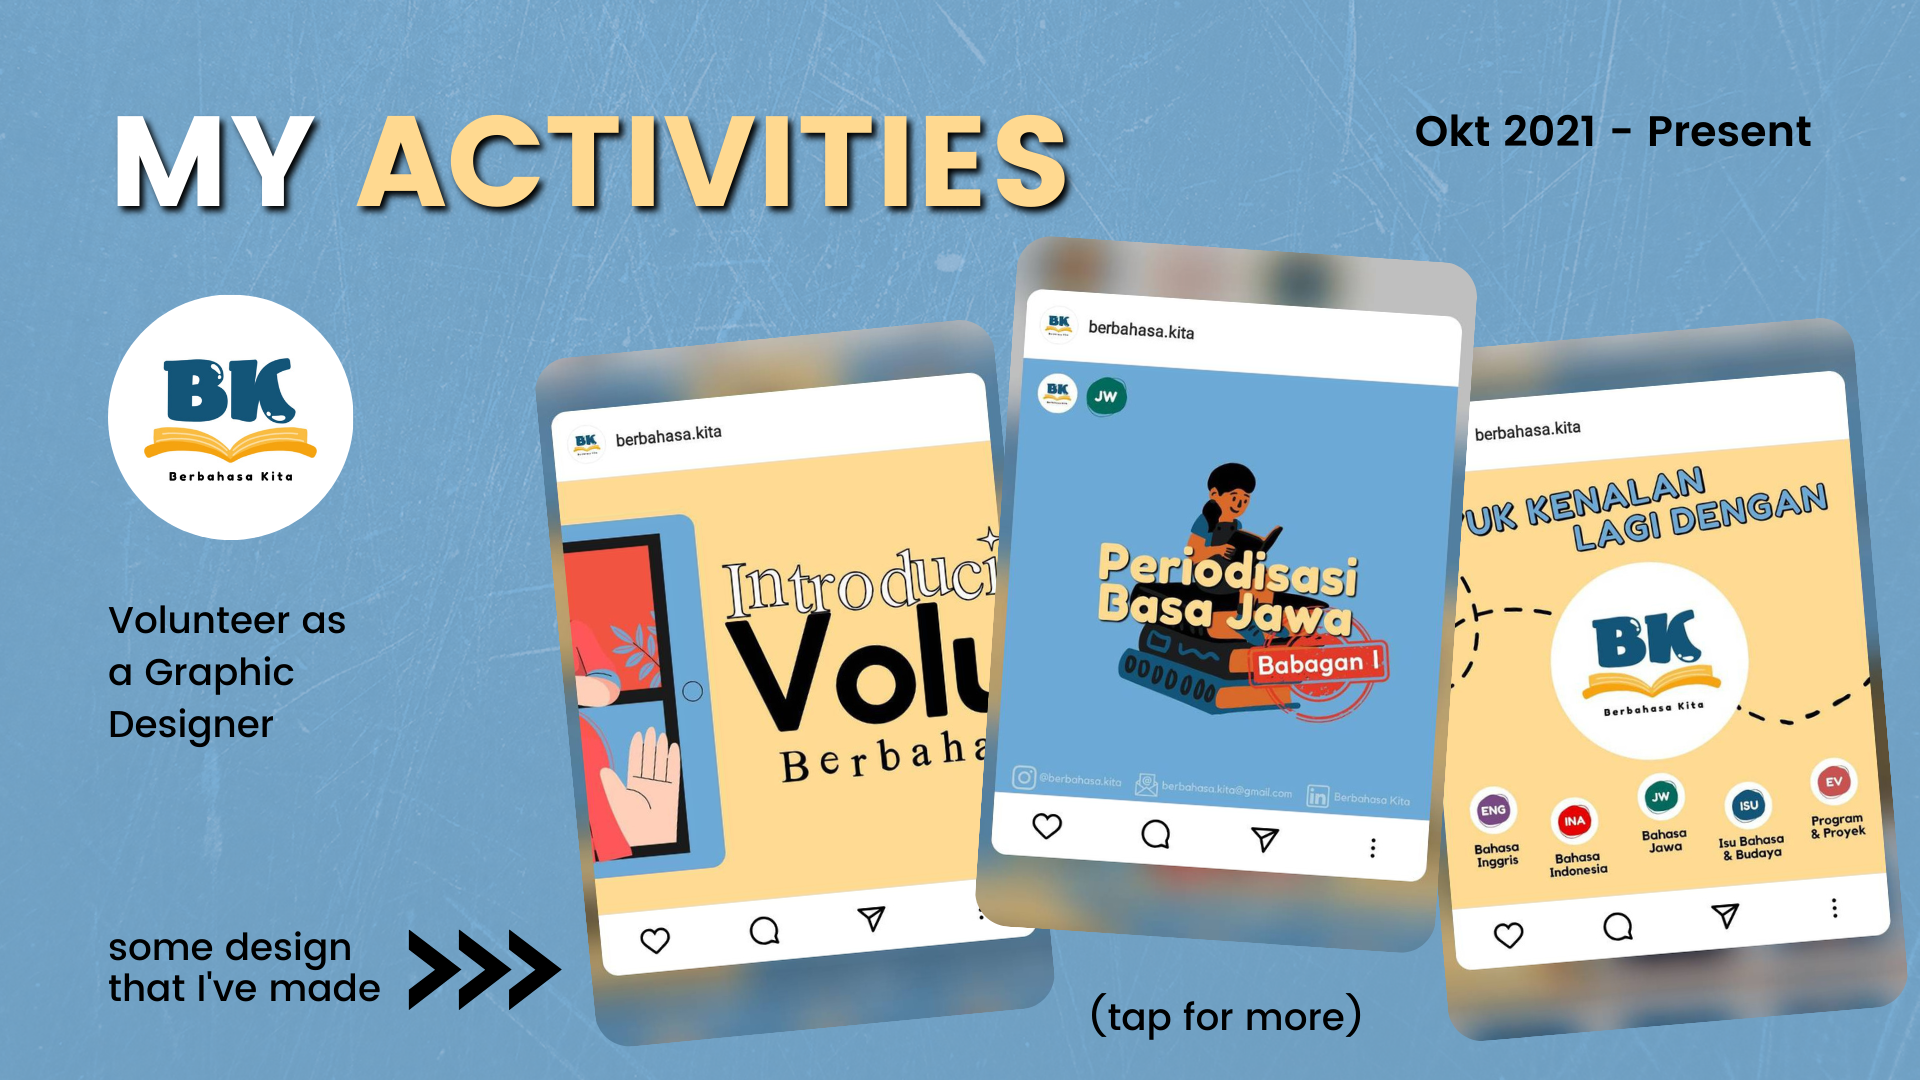 MY ACTIVITIES
Okt 2021 - Present
BK
Berbahasa Kita
Volunteer as
a Graphic
Designer
some design
that I've made
BK
berbahasa.kita
Introduci
Volu
Berbaha
BK
berbahasa.kita
BK
JW
Periodisasi
Basa Jawa
Babagan I
@berbahasa.kita
berbahasa.kita@gmail.com
Berbahasa Kita
(tap for more)
berbahasa.kita
UK KENALAN
LAGI DENGAN
BK
Berbahasa Kita
ENG
Bahasa
Inggris
INA
Bahasa
Indonesia
JW
Bahasa
Jawa
ISU
Isu Bahasa
& Budaya
EV
Program
& Proyek